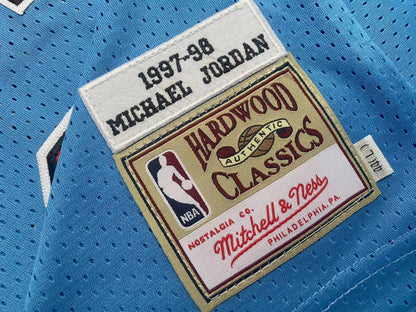 1997-98
MICHAEL JORDAN
HARDWOOD
AUTHENTIC
CLASSICS
NBA
NOSTALGIA CO.
Mitchell & Ness
PHILADELPHIA, PA.